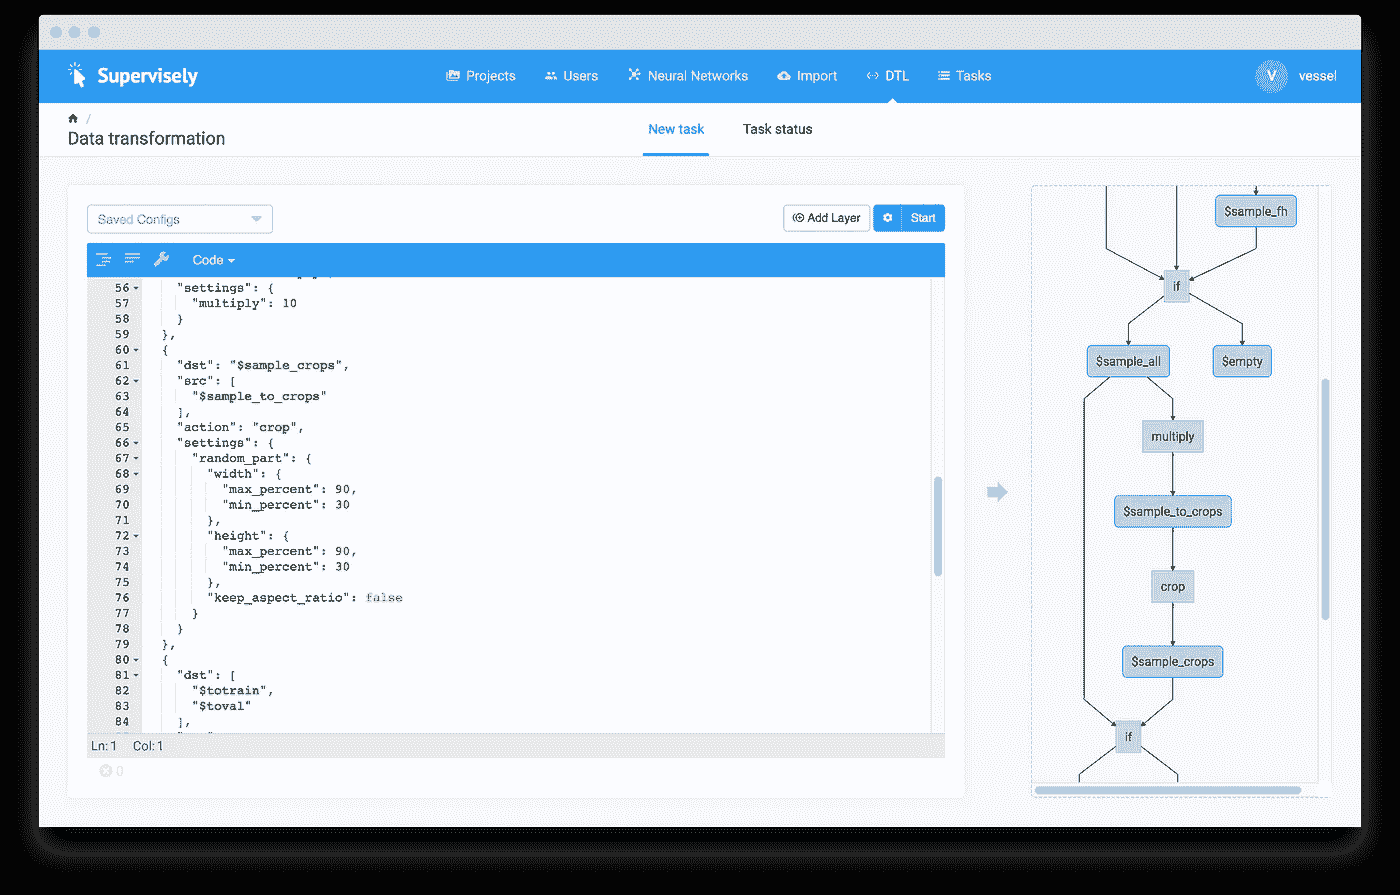 Supervisely
Projects
Users
Neural Networks
Import
DTL
Tasks
V
vessel
/
Data transformation
New task
Task status
Saved Configs
Add Layer
Start
Code
56 "settings": {
57 "multiply": 10
58 }
59 },
60 {
61 "dst": "$sample_crops",
62 "src": [
63 "$sample_to_crops"
64 ],
65 "action": "crop",
66 "settings": {
67 "random_part": {
68 "width": {
69 "max_percent": 90,
70 "min_percent": 30
71 },
72 "height": {
73 "max_percent": 90,
74 "min_percent": 30
75 },
76 "keep_aspect_ratio": false
77 }
78 }
79 },
80 {
81 "dst": [
82 "$totrain",
83 "$toval"
84 ],
Ln: 1 Col: 1
0
$sample_fh
if
$sample_all
$empty
multiply
$sample_to_crops
crop
$sample_crops
if